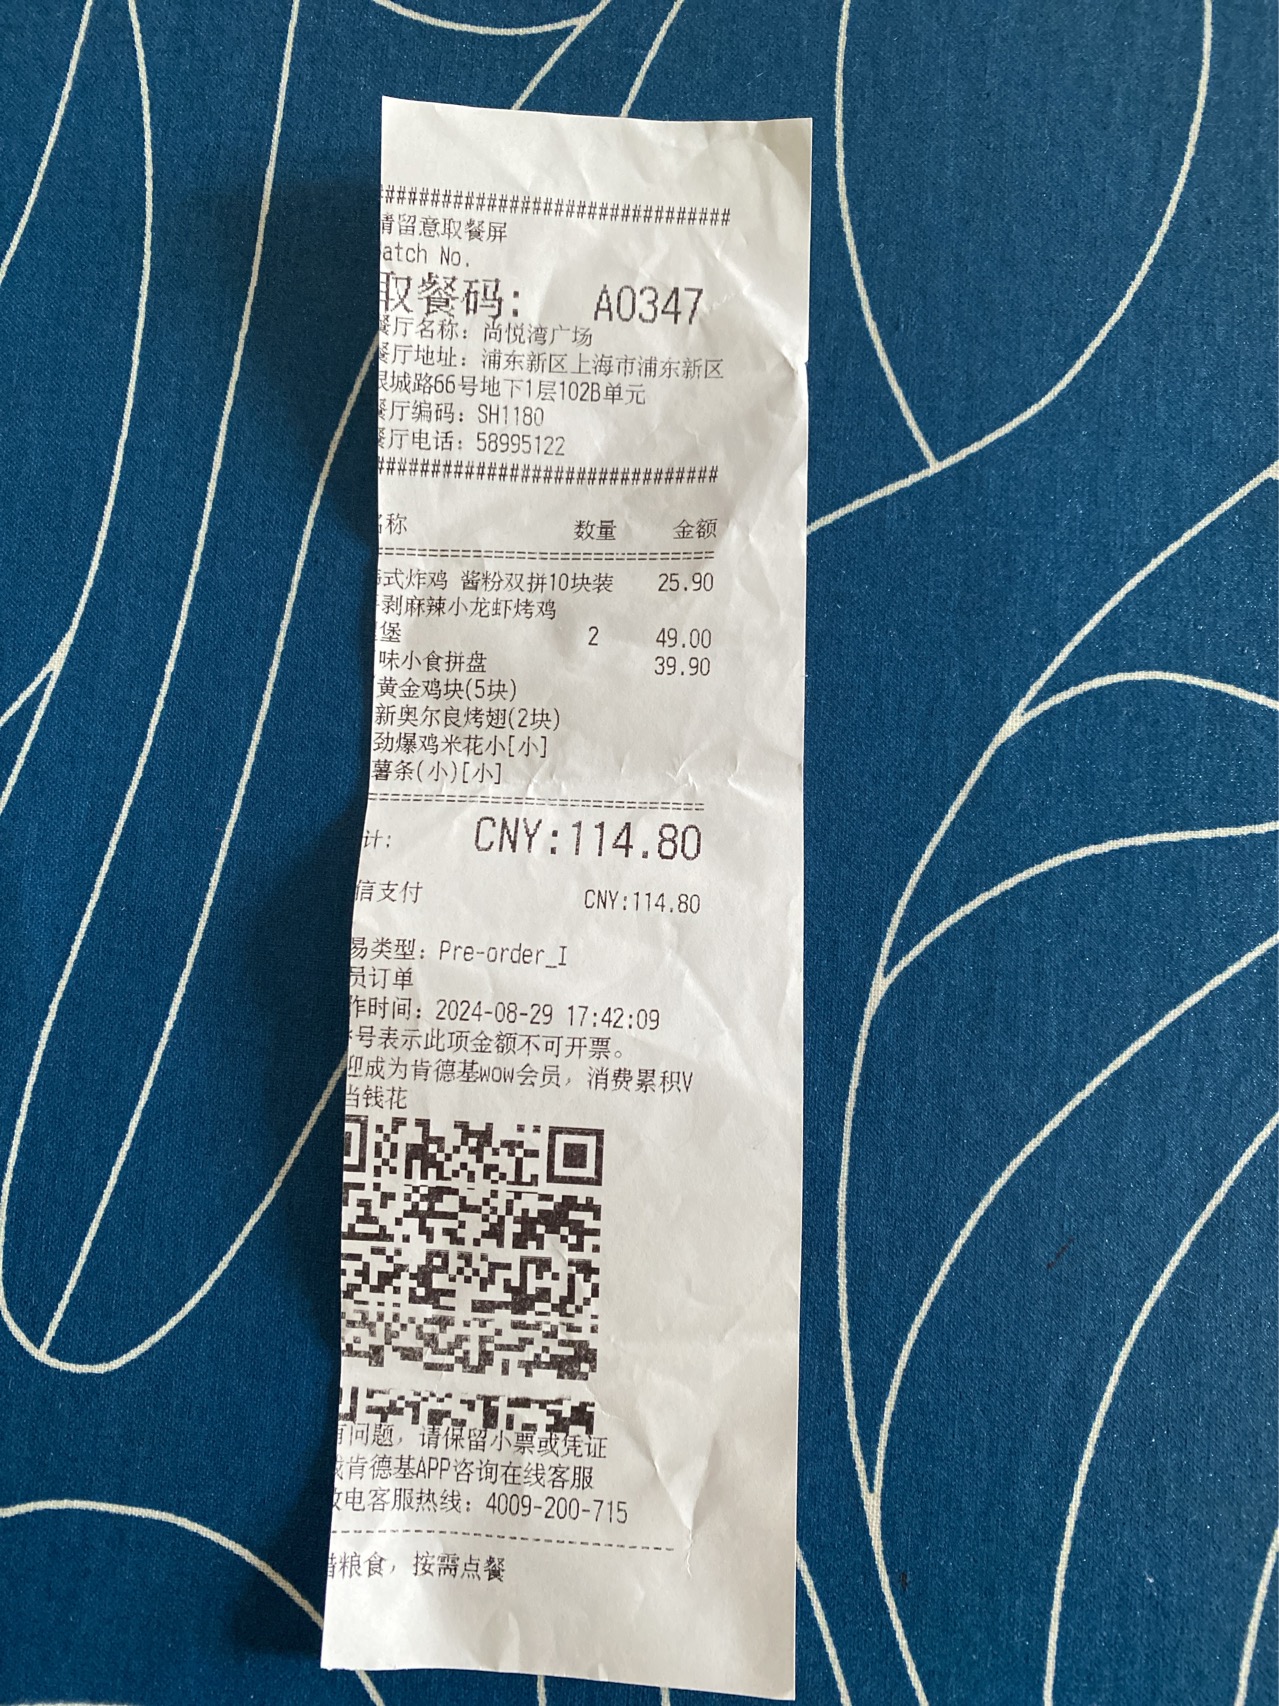 ##############################
请留意取餐屏
atch No.
取餐码: A0347
餐厅名称: 尚悦湾广场
餐厅地址: 浦东新区上海市浦东新区
银城路66号地下1层102B单元
餐厅编码: SH1180
餐厅电话: 58995122
##############################
名称 数量 金额
==============================
式炸鸡 酱粉双拼10块装 25.90
剥麻辣小龙虾烤鸡
堡 2 49.00
味小食拼盘 39.90
黄金鸡块(5块)
新奥尔良烤翅(2块)
劲爆鸡米花小[小]
薯条(小)[小]
==============================
计: CNY:114.80
信支付 CNY:114.80
易类型: Pre-order_I
员订单
作时间: 2024-08-29 17:42:09
号表示此项金额不可开票。
迎成为肯德基wow会员, 消费累积V
当钱花
有问题, 请保留小票或凭证
或肯德基APP咨询在线客服
致电客服热线: 4009-200-715
------------------------------
惜粮食, 按需点餐